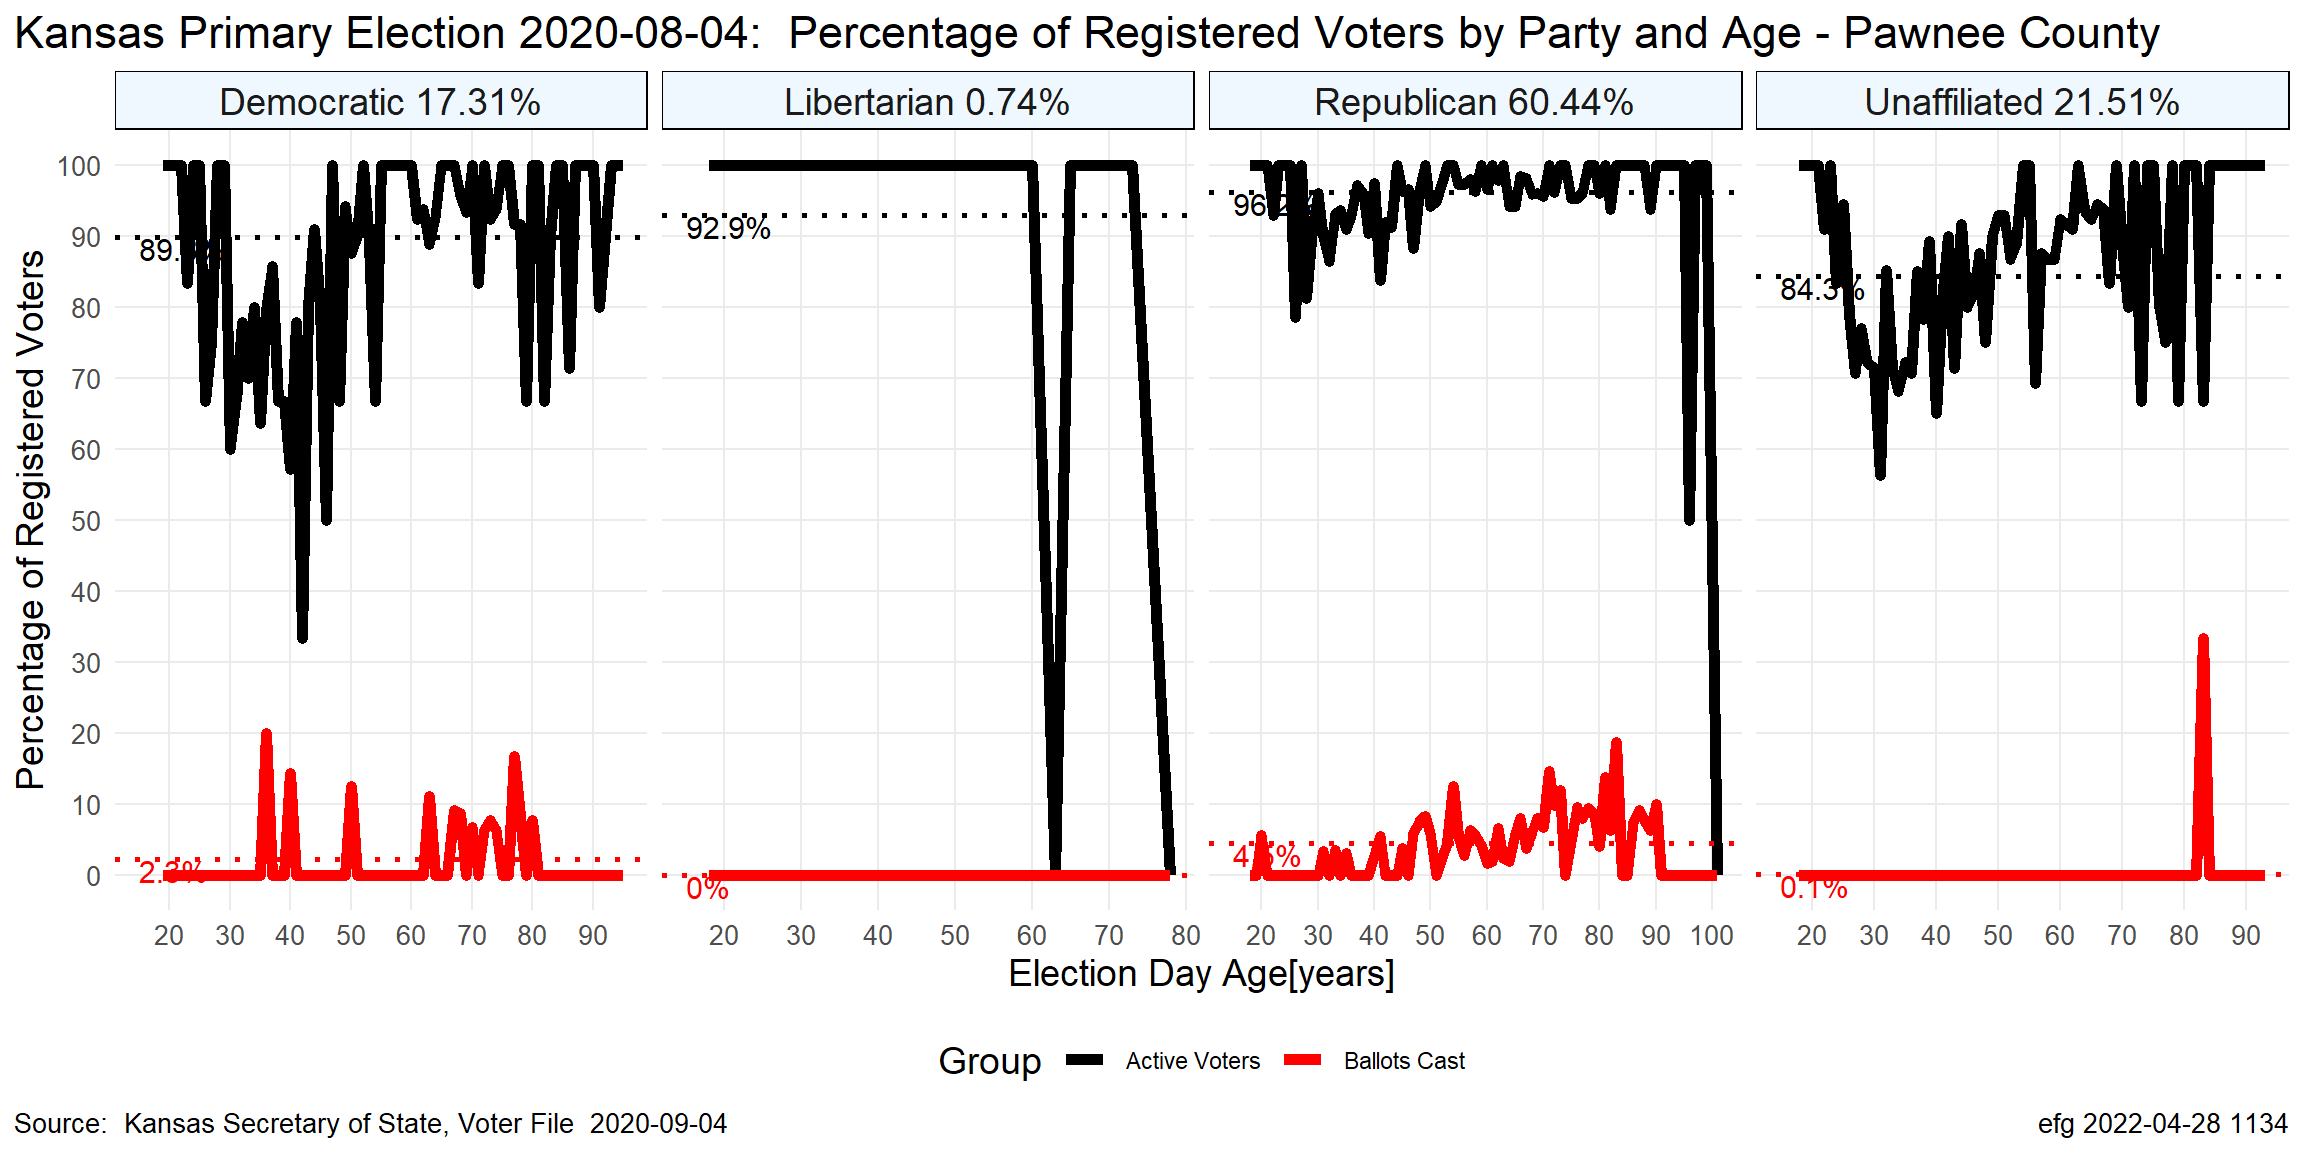 Kansas Primary Election 2020-08-04:  Percentage of Registered Voters by Party and Age - Pawnee County
Democratic 17.31%
Libertarian 0.74%
Republican 60.44%
Unaffiliated 21.51%
Percentage of Registered Voters
100
90
80
70
60
50
40
30
20
10
0
2.3%
92.9%
0%
84.3%
0.1%
20 30 40 50 60 70 80 90
20 30 40 50 60 70 80
20 30 40 50 60 70 80 90 100
20 30 40 50 60 70 80 90
Election Day Age[years]
Group Active Voters Ballots Cast
Source:  Kansas Secretary of State, Voter File  2020-09-04
efg 2022-04-28 1134